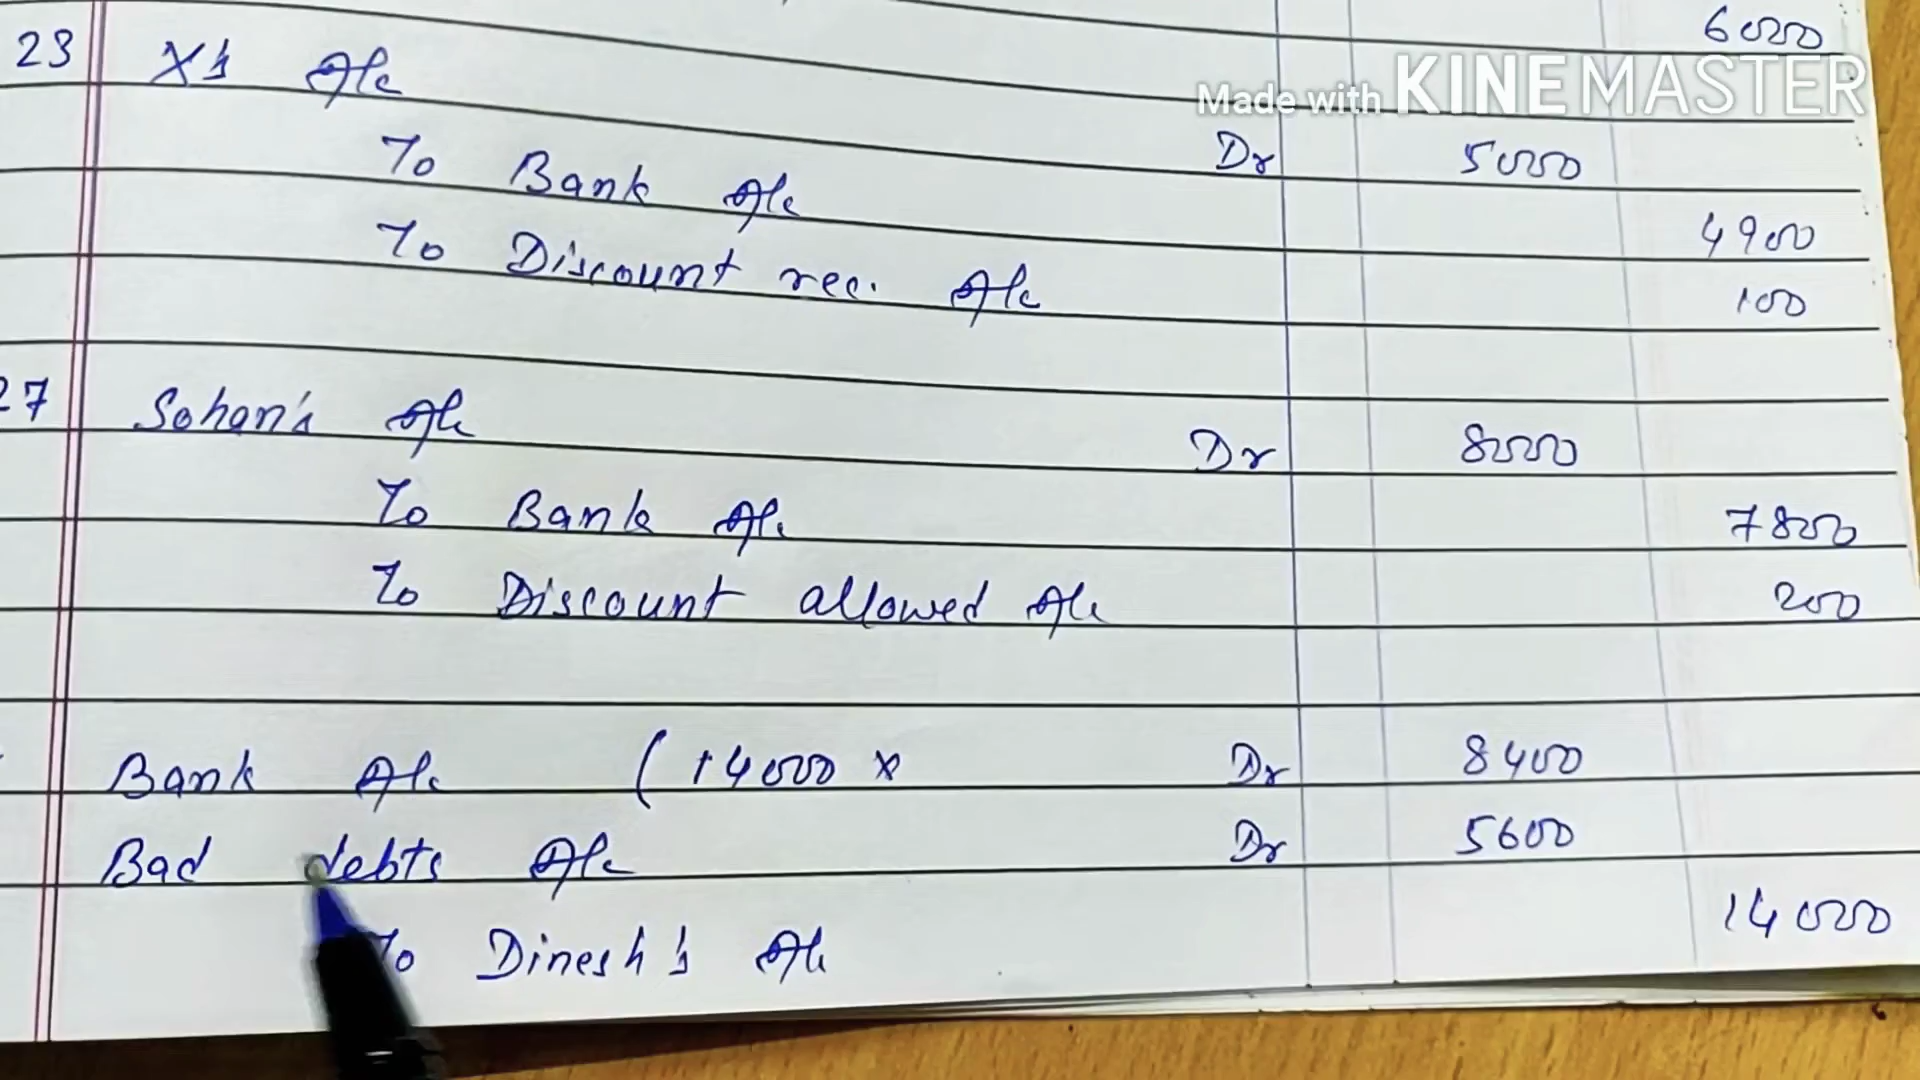 6000
23 X's A/c Dr 5000
To Bank A/c 4900
To Discount rec. A/c 100
27 Sohan's A/c Dr 8000
To Bank A/c 7800
To Discount allowed A/c 200
Bank A/c (14000 × Dr 8400
Bad debts A/c Dr 5600
To Dinesh's A/c 14000
Made with KINEMASTER